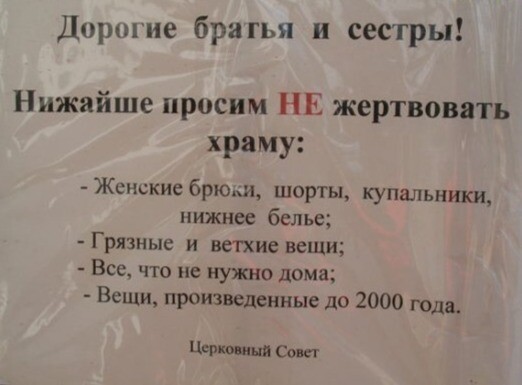 Дорогие братья и сестры!
Нижайше просим НЕ жертвовать
храму:
- Женские брюки, шорты, купальники,
нижнее белье;
- Грязные и ветхие вещи;
- Все, что не нужно дома;
- Вещи, произведенные до 2000 года.
Церковный Совет